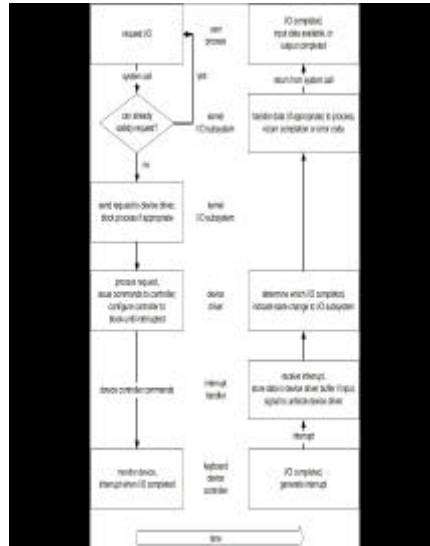 request I/O
user
process
I/O completed,
input data available, or
output completed
system call
yes
return from system call
can already
satisfy request?
kernel
I/O subsystem
transfer data (if appropriate) to process,
return completion or error code
no
send request to device driver,
block process if appropriate
kernel
I/O subsystem
process request,
issue commands to controller,
configure controller to
block until interrupted
device
driver
determine which I/O completed,
indicate state change to I/O subsystem
device controller commands
interrupt
handler
receive interrupt,
store data in device driver buffer if input,
signal to unblock device driver
interrupt
monitor device,
interrupt when I/O completed
keyboard
device
controller
I/O completed,
generate interrupt
time